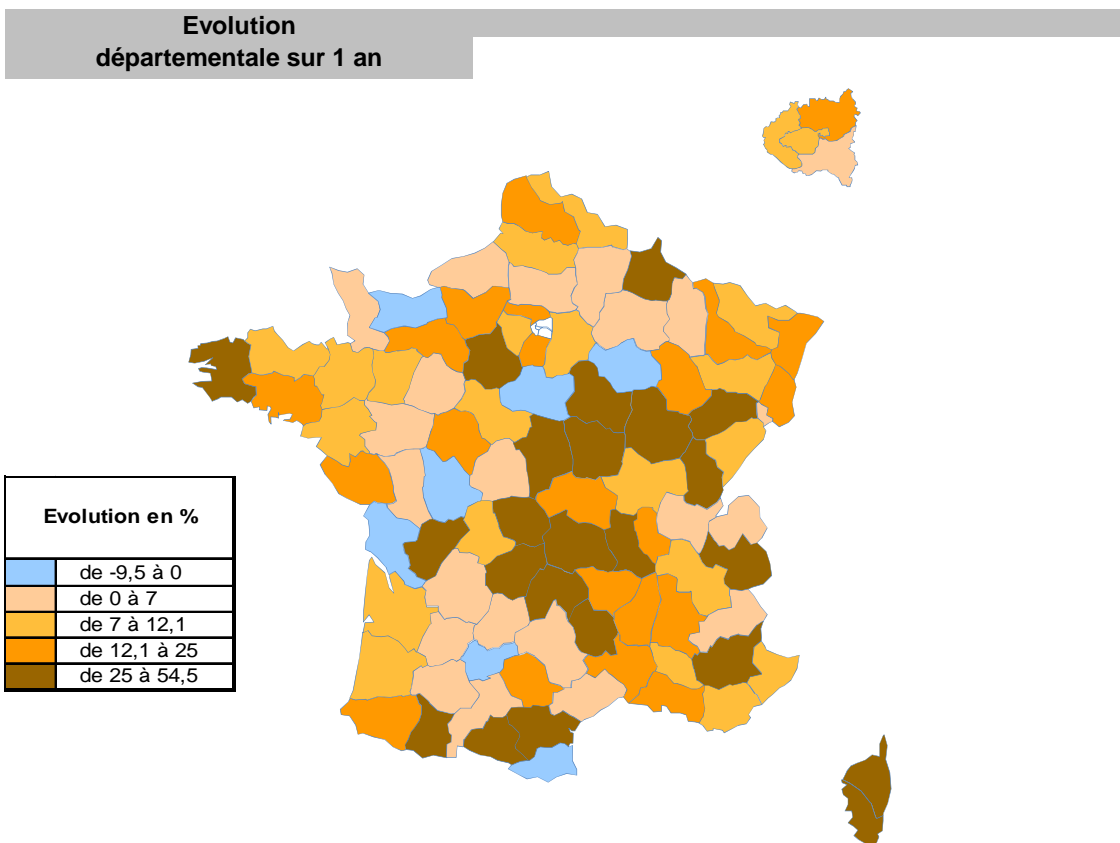 Evolution
départementale sur 1 an
Evolution en %
de -9,5 à 0
de 0 à 7
de 7 à 12,1
de 12,1 à 25
de 25 à 54,5